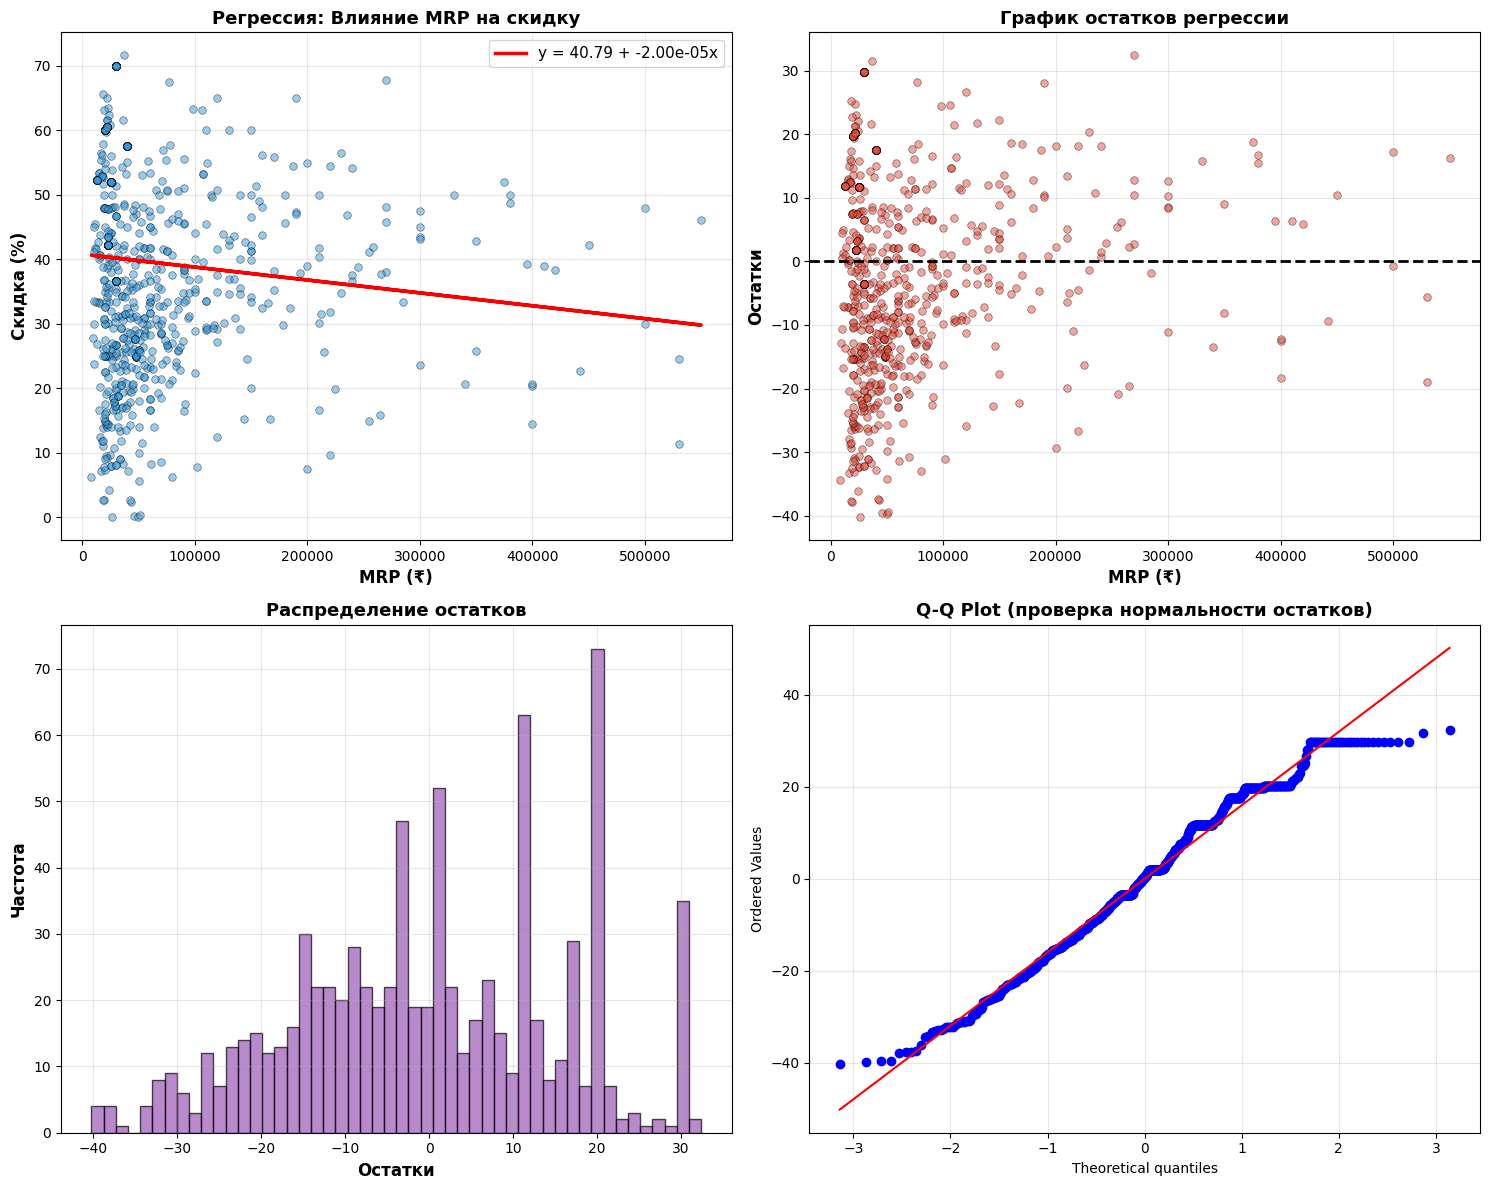 Регрессия: Влияние MRP на скидку
y = 40.79 + -2.00e-05x
Скидка (%)
70
60
50
40
30
20
10
0
0 100000 200000 300000 400000 500000
MRP (₹)
График остатков регрессии
Остатки
30
20
10
0
−10
−20
−30
−40
0 100000 200000 300000 400000 500000
MRP (₹)
Распределение остатков
Частота
70
60
50
40
30
20
10
0
−40 −30 −20 −10 0 10 20 30
Остатки
Q-Q Plot (проверка нормальности остатков)
Ordered Values
40
20
0
−20
−40
−3 −2 −1 0 1 2 3
Theoretical quantiles